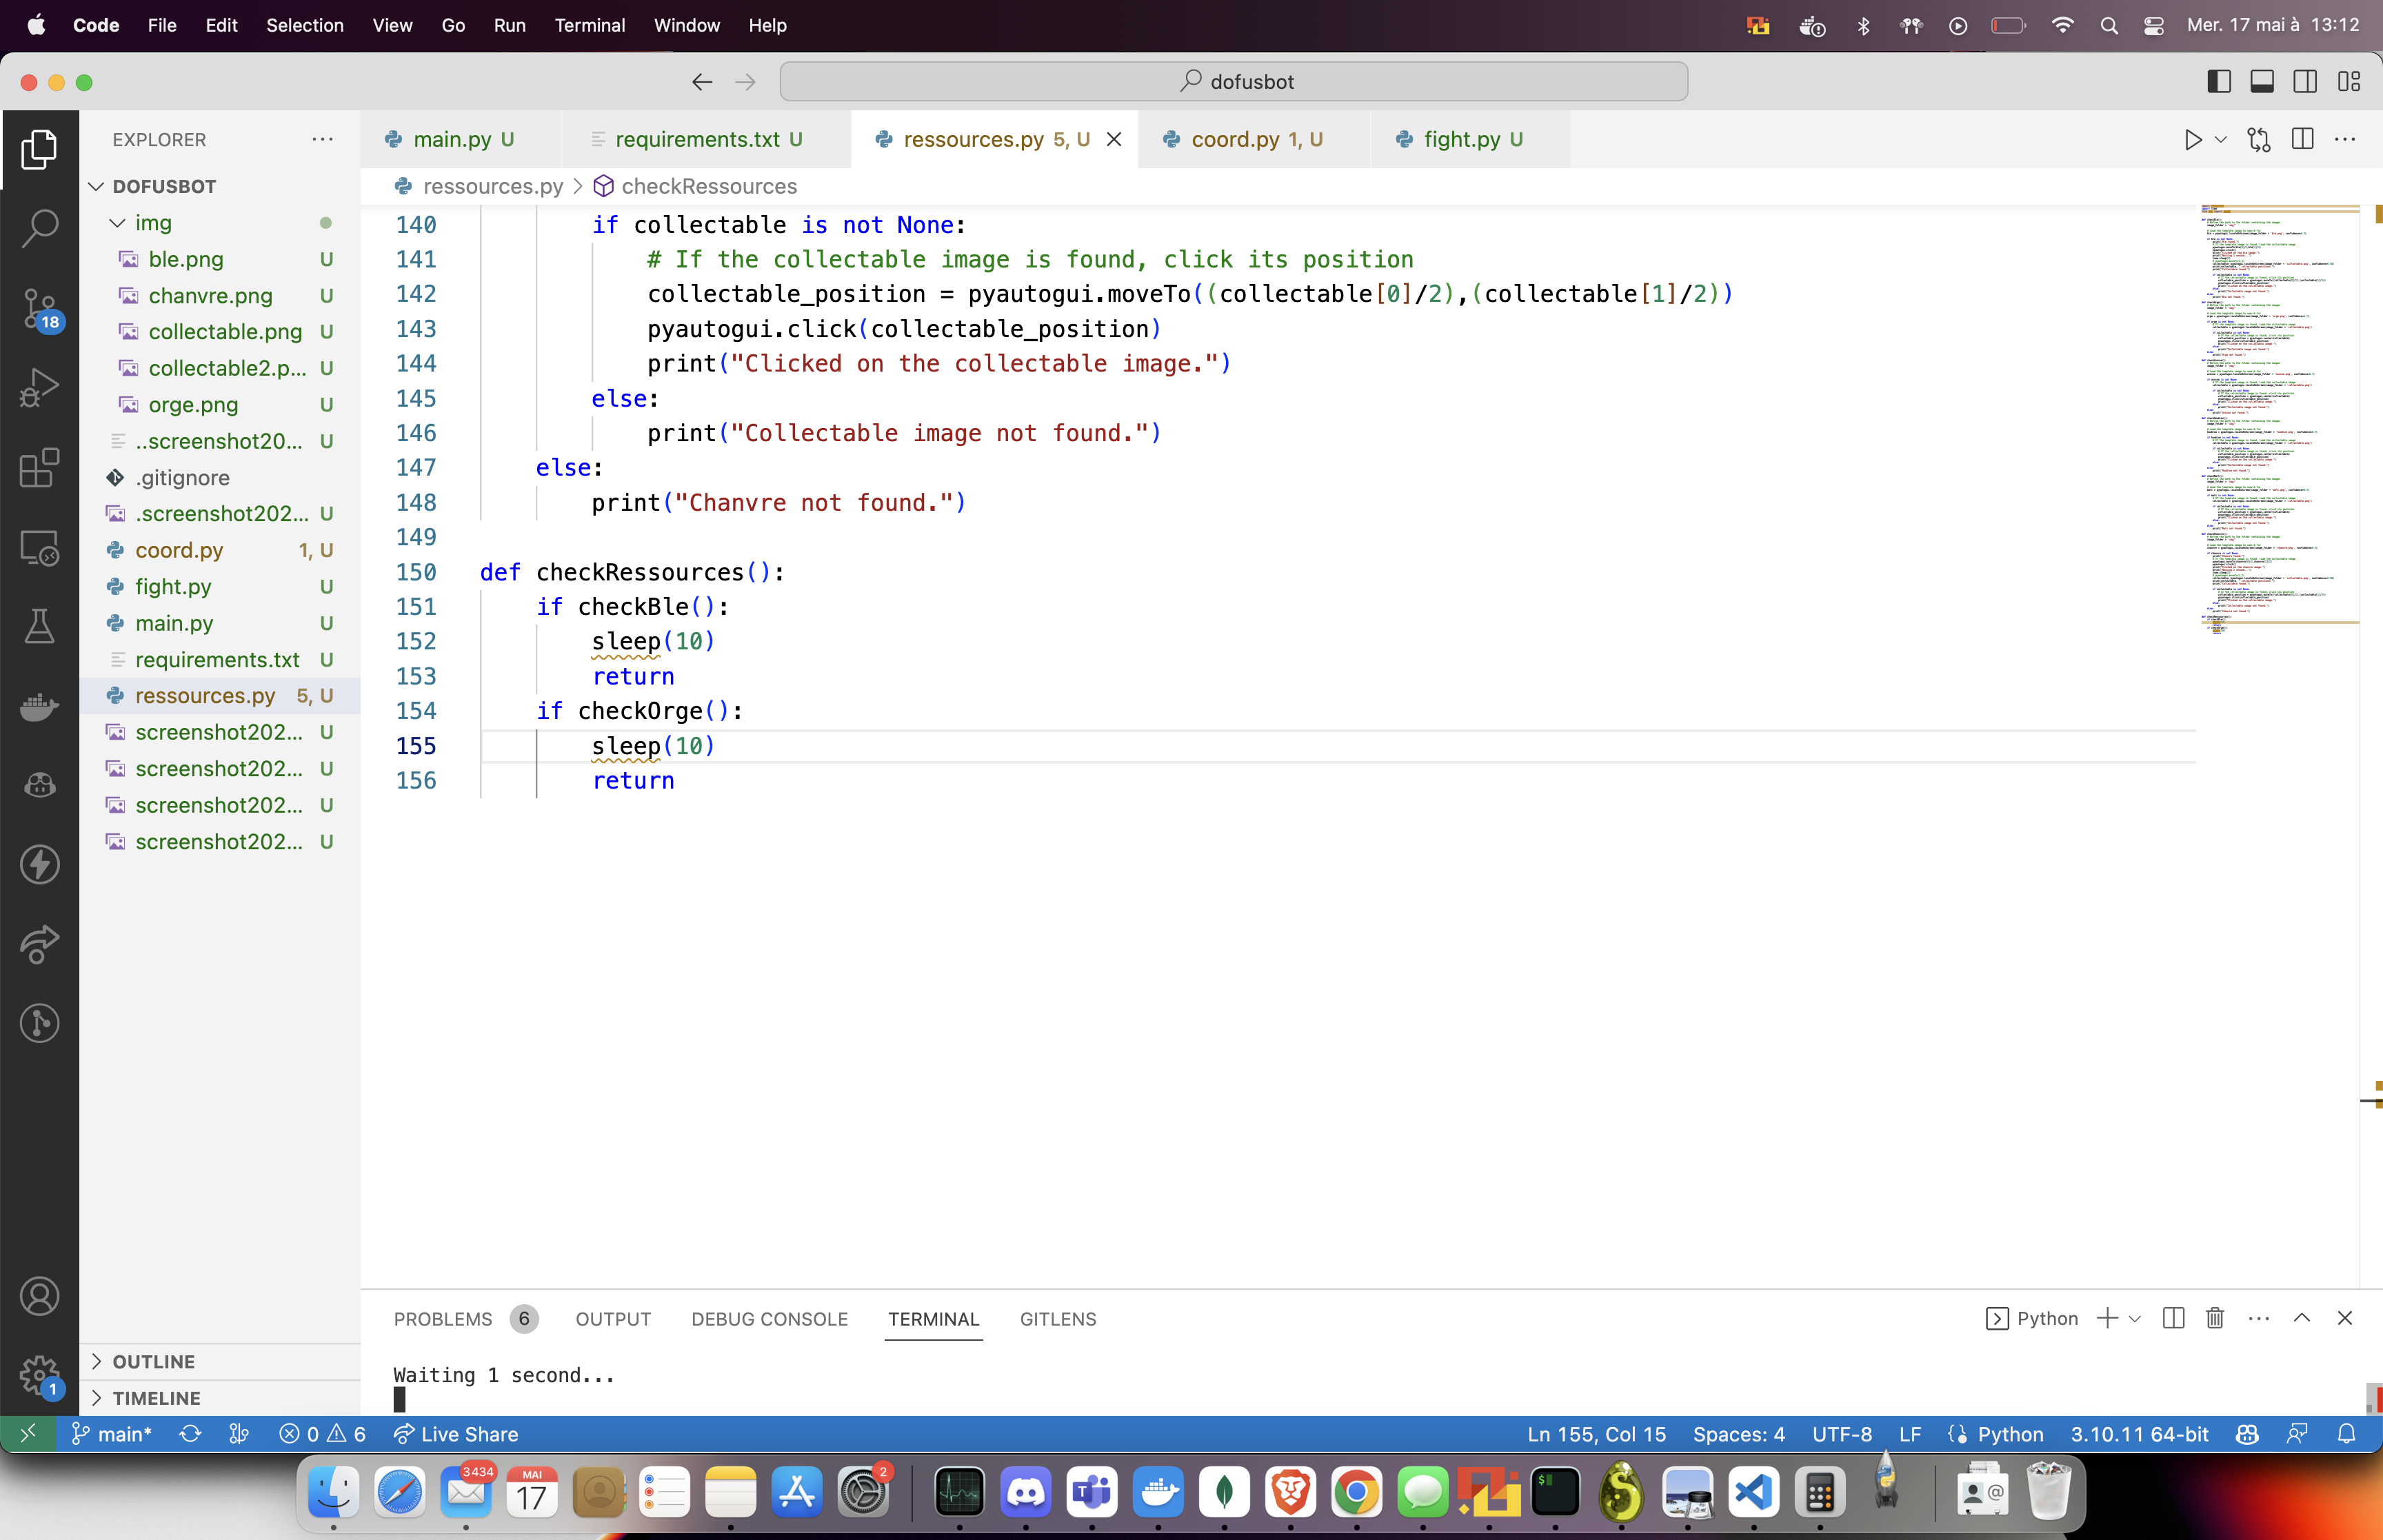 Code File Edit Selection View Go Run Terminal Window Help Mer. 17 mai à 13:12
dofusbot
EXPLORER
main.py U requirements.txt U ressources.py 5, U coord.py 1, U fight.py U
ressources.py > checkRessources
DOFUSBOT
img
ble.png U
chanvre.png U
collectable.png U
collectable2.p... U
orge.png U
..screenshot20... U
.gitignore
.screenshot202... U
coord.py 1, U
fight.py U
main.py U
requirements.txt U
ressources.py 5, U
screenshot202... U
screenshot202... U
screenshot202... U
screenshot202... U
18
1
OUTLINE
TIMELINE
140 if collectable is not None:
141 # If the collectable image is found, click its position
142 collectable_position = pyautogui.moveTo((collectable[0]/2),(collectable[1]/2))
143 pyautogui.click(collectable_position)
144 print("Clicked on the collectable image.")
145 else:
146 print("Collectable image not found.")
147 else:
148 print("Chanvre not found.")
149
150 def checkRessources():
151 if checkBle():
152 sleep(10)
153 return
154 if checkOrge():
155 sleep(10)
156 return
PROBLEMS 6 OUTPUT DEBUG CONSOLE TERMINAL GITLENS Python
Waiting 1 second...
main* 0 6 Live Share Ln 155, Col 15 Spaces: 4 UTF-8 LF Python 3.10.11 64-bit
3434
MAI
17
2